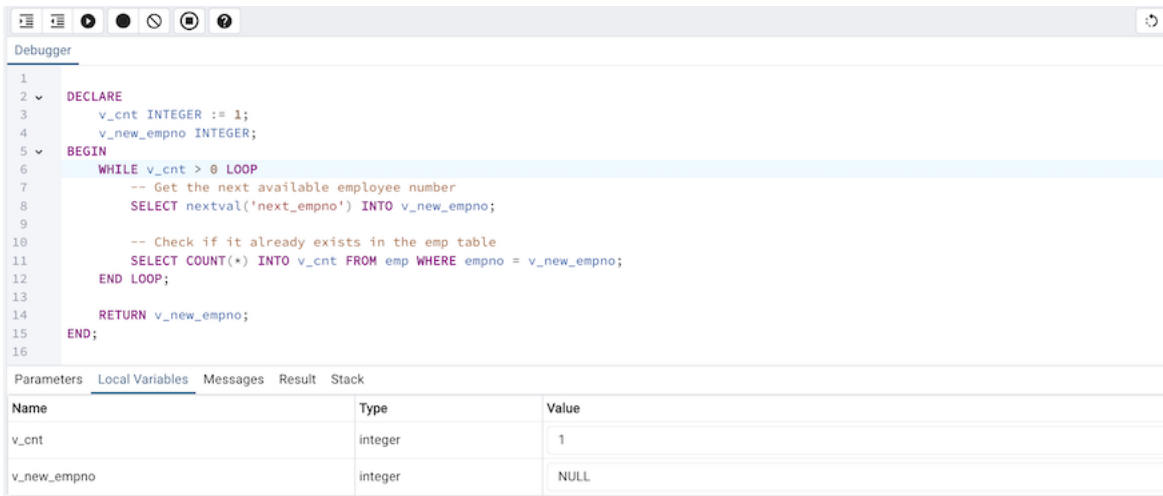 Debugger
1
2 DECLARE
3 v_cnt INTEGER := 1;
4 v_new_empno INTEGER;
5 BEGIN
6 WHILE v_cnt > 0 LOOP
7 -- Get the next available employee number
8 SELECT nextval('next_empno') INTO v_new_empno;
9
10 -- Check if it already exists in the emp table
11 SELECT COUNT(*) INTO v_cnt FROM emp WHERE empno = v_new_empno;
12 END LOOP;
13
14 RETURN v_new_empno;
15 END;
16
Parameters Local Variables Messages Result Stack
Name Type Value
v_cnt integer 1
v_new_empno integer NULL